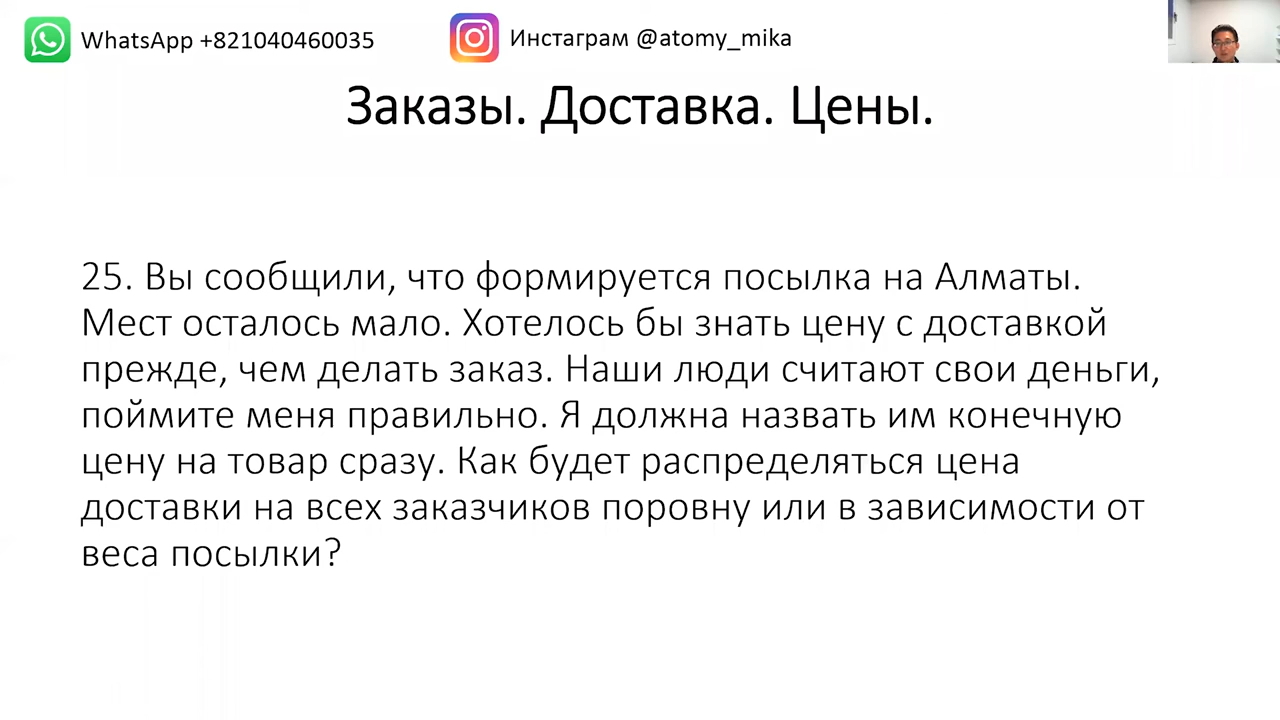 WhatsApp +821040460035
Инстаграм @atomy_mika
Заказы. Доставка. Цены.
25. Вы сообщили, что формируется посылка на Алматы.
Мест осталось мало. Хотелось бы знать цену с доставкой
прежде, чем делать заказ. Наши люди считают свои деньги,
поймите меня правильно. Я должна назвать им конечную
цену на товар сразу. Как будет распределяться цена
доставки на всех заказчиков поровну или в зависимости от
веса посылки?